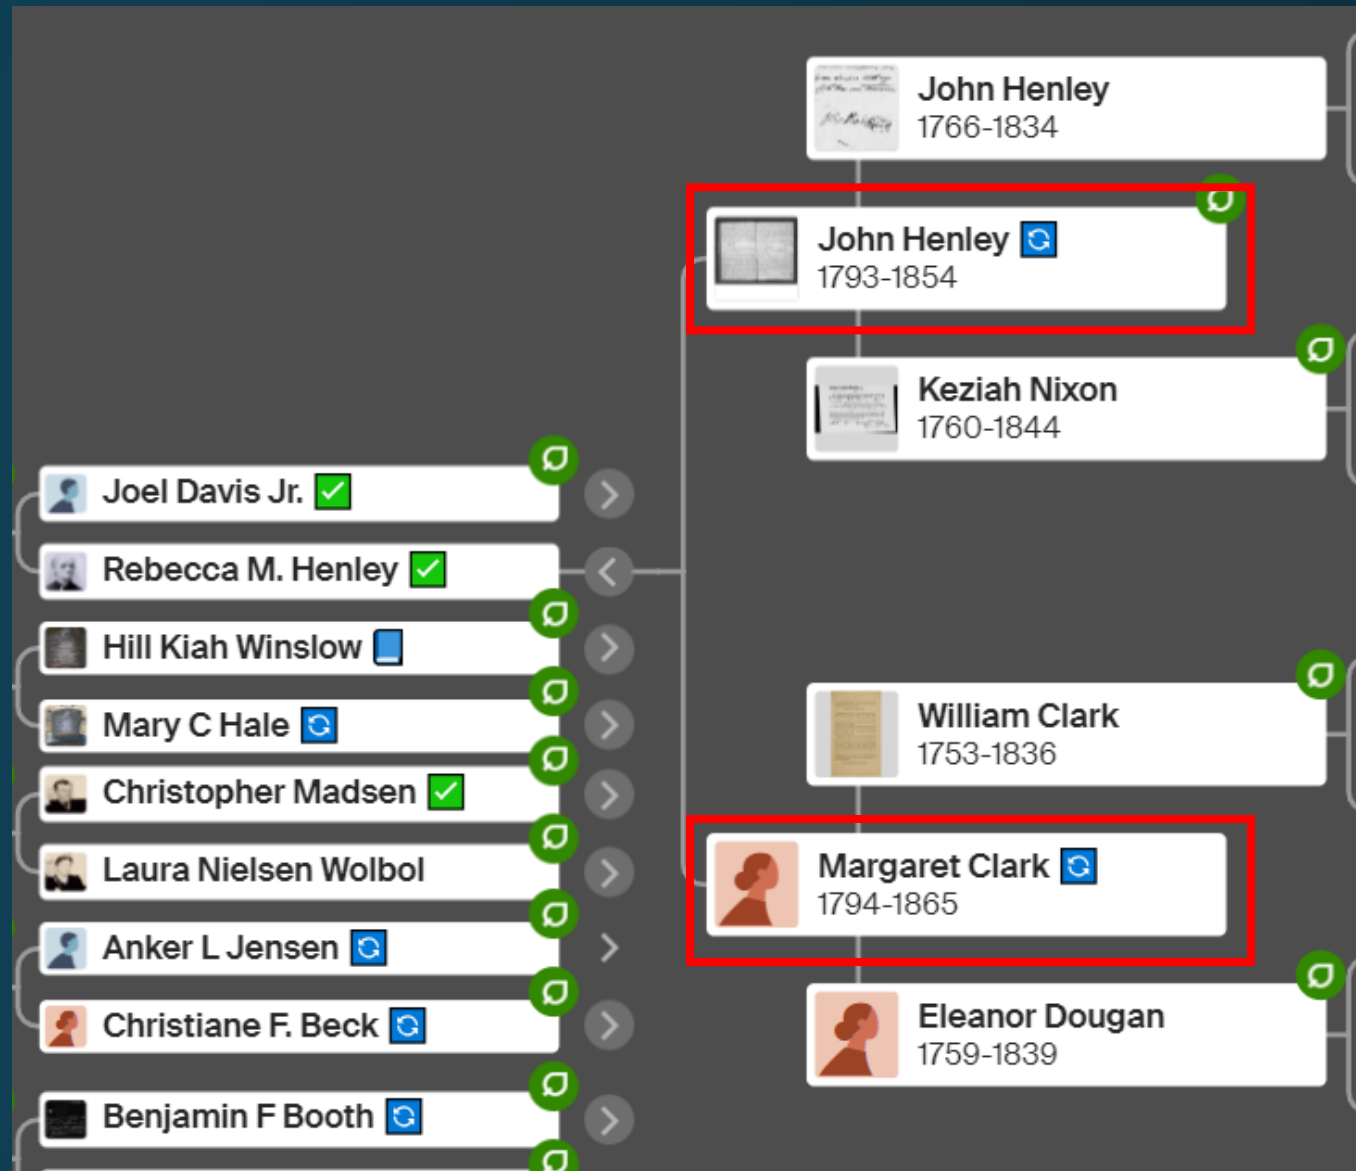 John Henley
1766-1834
John Henley
1793-1854
Keziah Nixon
1760-1844
Joel Davis Jr.
Rebecca M. Henley
Hill Kiah Winslow
Mary C Hale
Christopher Madsen
Laura Nielsen Wolbol
Anker L Jensen
Christiane F. Beck
Benjamin F Booth
William Clark
1753-1836
Margaret Clark
1794-1865
Eleanor Dougan
1759-1839